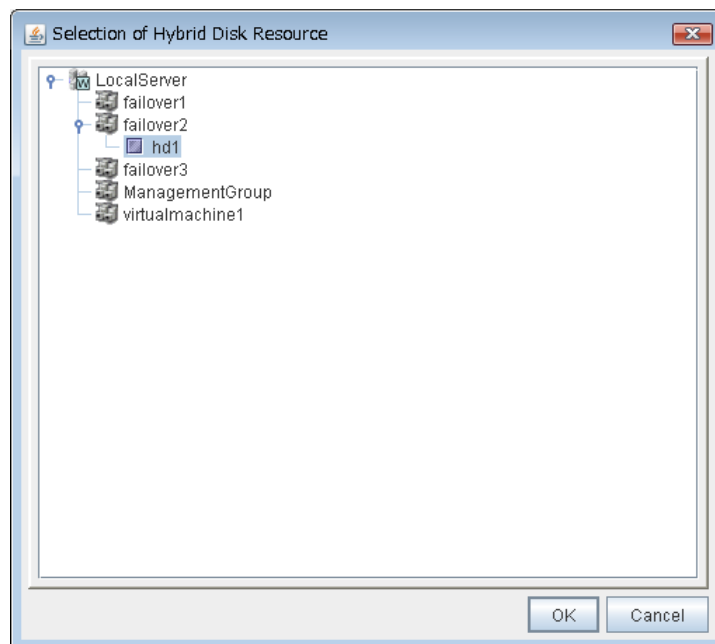 Selection of Hybrid Disk Resource
LocalServer
failover1
failover2
hd1
failover3
ManagementGroup
virtualmachine1
OK
Cancel